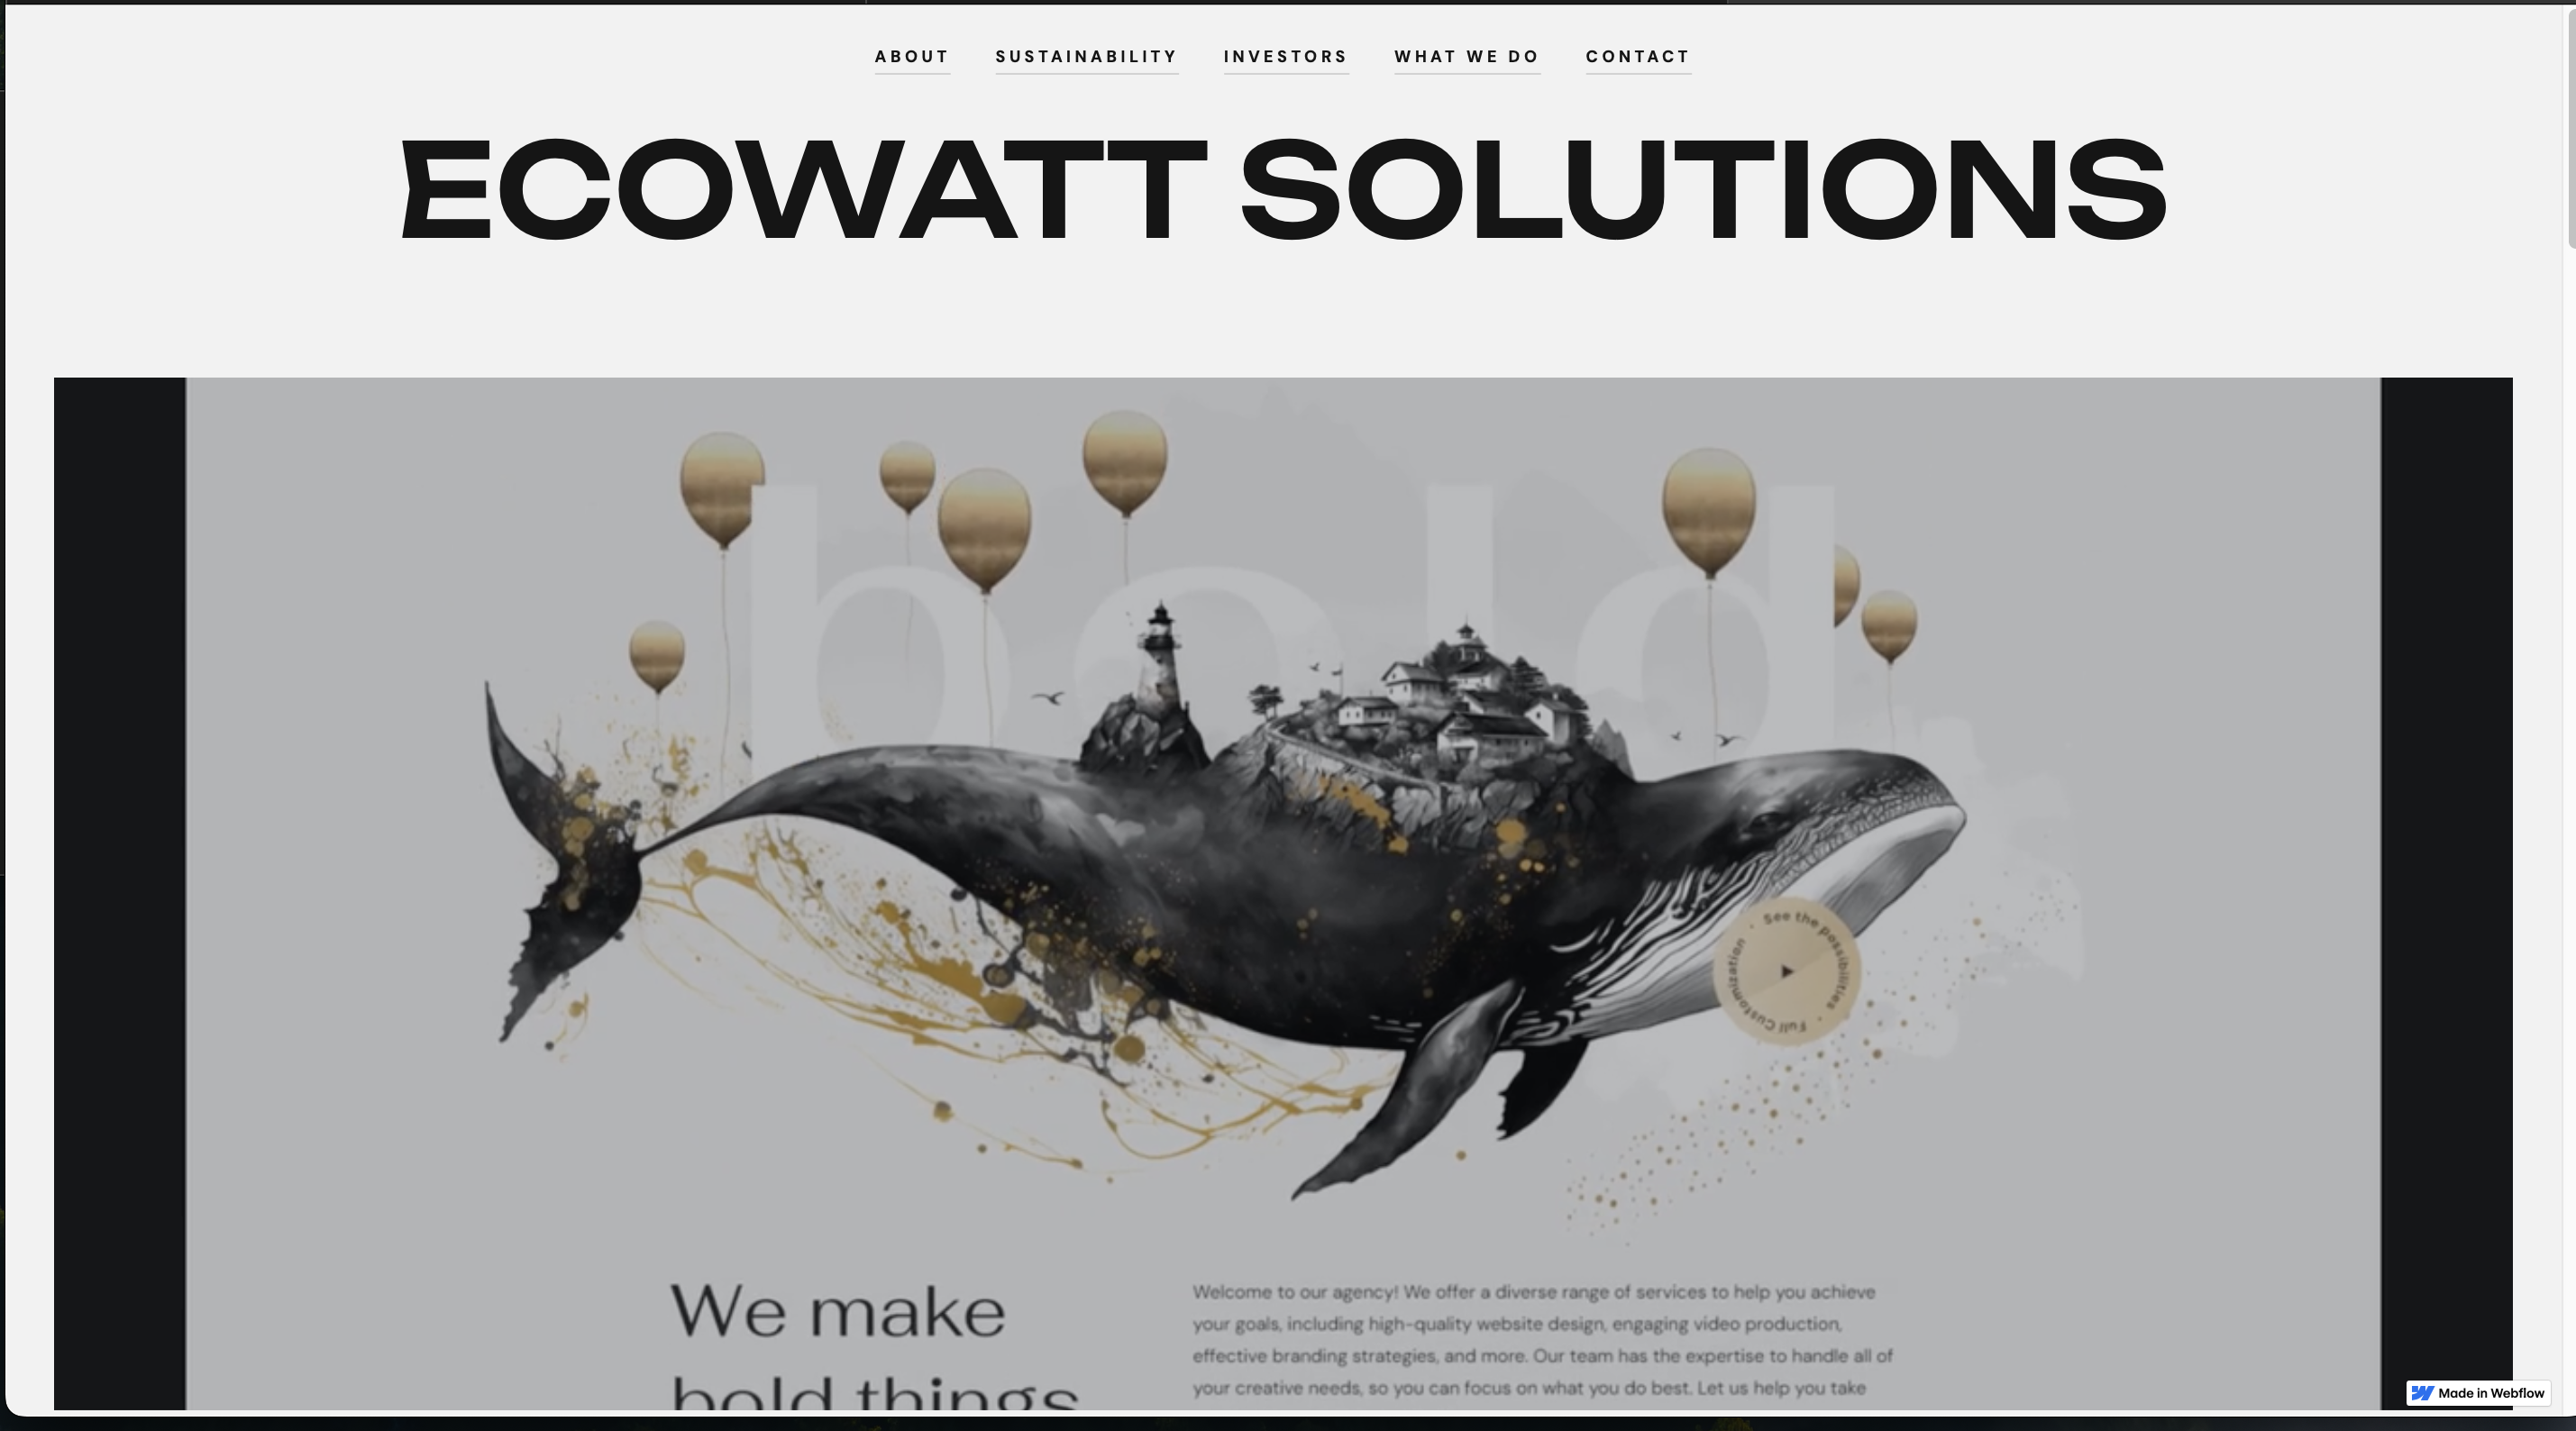 ABOUT SUSTAINABILITY INVESTORS WHAT WE DO CONTACT
ECOWATT SOLUTIONS
bold
See the possibilities · Full Customization ·
We make
bold things
Welcome to our agency! We offer a diverse range of services to help you achieve
your goals, including high-quality website design, engaging video production,
effective branding strategies, and more. Our team has the expertise to handle all of
your creative needs, so you can focus on what you do best. Let us help you take
Made in Webflow